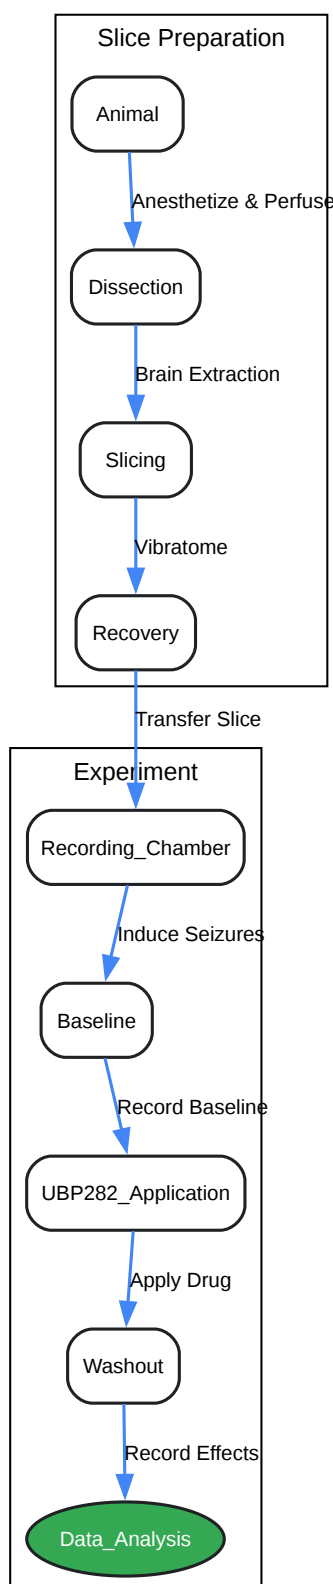 Slice Preparation
Animal
Anesthetize & Perfuse
Dissection
Brain Extraction
Slicing
Vibratome
Recovery
Transfer Slice
Experiment
Recording_Chamber
Induce Seizures
Baseline
Record Baseline
UBP282_Application
Apply Drug
Washout
Record Effects
Data_Analysis